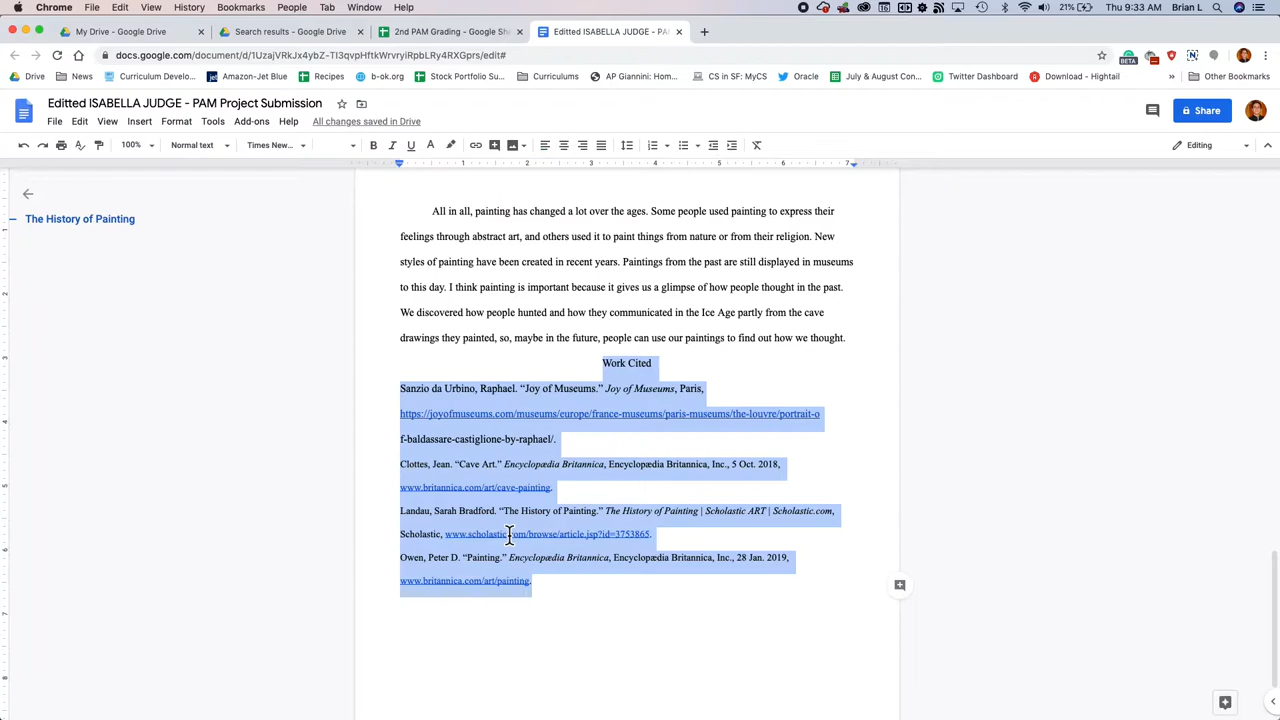 Chrome File Edit View History Bookmarks People Tab Window Help 21% Thu 9:33 AM Brian L
My Drive - Google Drive Search results - Google Drive 2nd PAM Grading - Google Sh Editted ISABELLA JUDGE - PA
docs.google.com/document/d/1UzajVRkJx4ybZ-TI3qvpHftkWrvryiRpbLRy4RXGprs/edit#
Drive News Curriculum Develo... Amazon-Jet Blue Recipes b-ok.org Stock Portfolio Su... Curriculums AP Giannini: Hom... CS in SF: MyCS Oracle July & August Con... Twitter Dashboard Download - Hightail » Other Bookmarks
BETA
Editted ISABELLA JUDGE - PAM Project Submission
Share
File Edit View Insert Format Tools Add-ons Help All changes saved in Drive
100% Normal text Times New... B I U A Editing
1 2 3 4 5 6 7
The History of Painting
All in all, painting has changed a lot over the ages. Some people used painting to express their
feelings through abstract art, and others used it to paint things from nature or from their religion. New
styles of painting have been created in recent years. Paintings from the past are still displayed in museums
to this day. I think painting is important because it gives us a glimpse of how people thought in the past.
We discovered how people hunted and how they communicated in the Ice Age partly from the cave
drawings they painted, so, maybe in the future, people can use our paintings to find out how we thought.
Work Cited
Sanzio da Urbino, Raphael. “Joy of Museums.” Joy of Museums, Paris,
https://joyofmuseums.com/museums/europe/france-museums/paris-museums/the-louvre/portrait-o
f-baldassare-castiglione-by-raphael/.
Clottes, Jean. “Cave Art.” Encyclopædia Britannica, Encyclopædia Britannica, Inc., 5 Oct. 2018,
www.britannica.com/art/cave-painting.
Landau, Sarah Bradford. “The History of Painting.” The History of Painting | Scholastic ART | Scholastic.com,
Scholastic, www.scholastic.com/browse/article.jsp?id=3753865.
Owen, Peter D. “Painting.” Encyclopædia Britannica, Encyclopædia Britannica, Inc., 28 Jan. 2019,
www.britannica.com/art/painting.